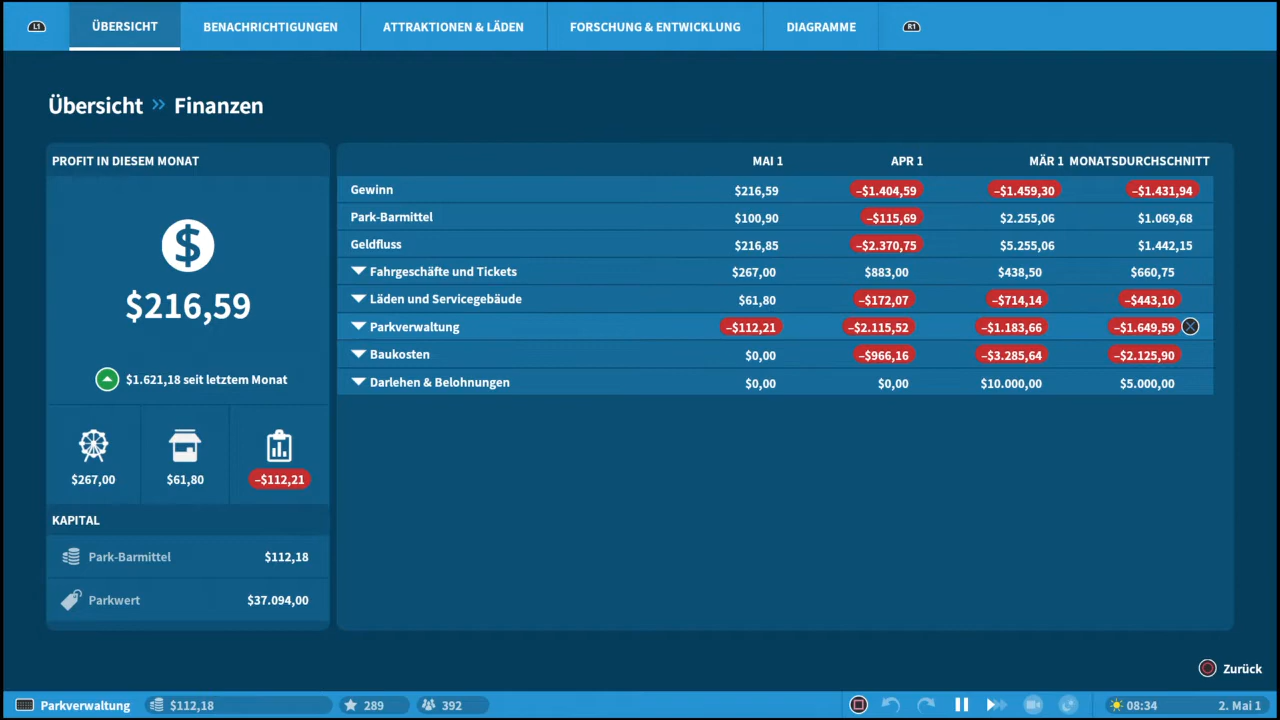 L1 ÜBERSICHT BENACHRICHTIGUNGEN ATTRAKTIONEN & LÄDEN FORSCHUNG & ENTWICKLUNG DIAGRAMME R1
Übersicht » Finanzen
PROFIT IN DIESEM MONAT
$216,59
$1.621,18 seit letztem Monat
$267,00 $61,80 –$112,21
KAPITAL
Park-Barmittel $112,18
Parkwert $37.094,00
MAI 1 APR 1 MÄR 1 MONATSDURCHSCHNITT
Gewinn $216,59 –$1.404,59 –$1.459,30 –$1.431,94
Park-Barmittel $100,90 –$115,69 $2.255,06 $1.069,68
Geldfluss $216,85 –$2.370,75 $5.255,06 $1.442,15
Fahrgeschäfte und Tickets $267,00 $883,00 $438,50 $660,75
Läden und Servicegebäude $61,80 –$172,07 –$714,14 –$443,10
Parkverwaltung –$112,21 –$2.115,52 –$1.183,66 –$1.649,59
Baukosten $0,00 –$966,16 –$3.285,64 –$2.125,90
Darlehen & Belohnungen $0,00 $0,00 $10.000,00 $5.000,00
Zurück
Parkverwaltung $112,18 289 392 08:34 2. Mai 1